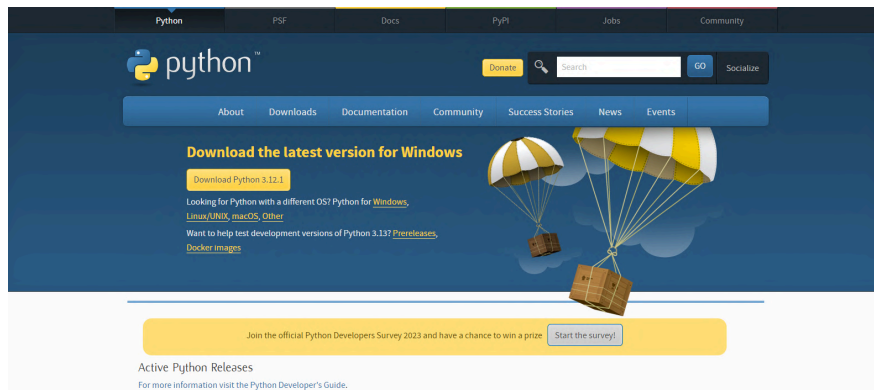 Python PSF Docs PyPI Jobs Community
python™
Donate Search GO Socialize
About Downloads Documentation Community Success Stories News Events
Download the latest version for Windows
Download Python 3.12.1
Looking for Python with a different OS? Python for Windows,
Linux/UNIX, macOS, Other
Want to help test development versions of Python 3.13? Prereleases,
Docker images
Join the official Python Developers Survey 2023 and have a chance to win a prize Start the survey!
Active Python Releases
For more information visit the Python Developer's Guide.